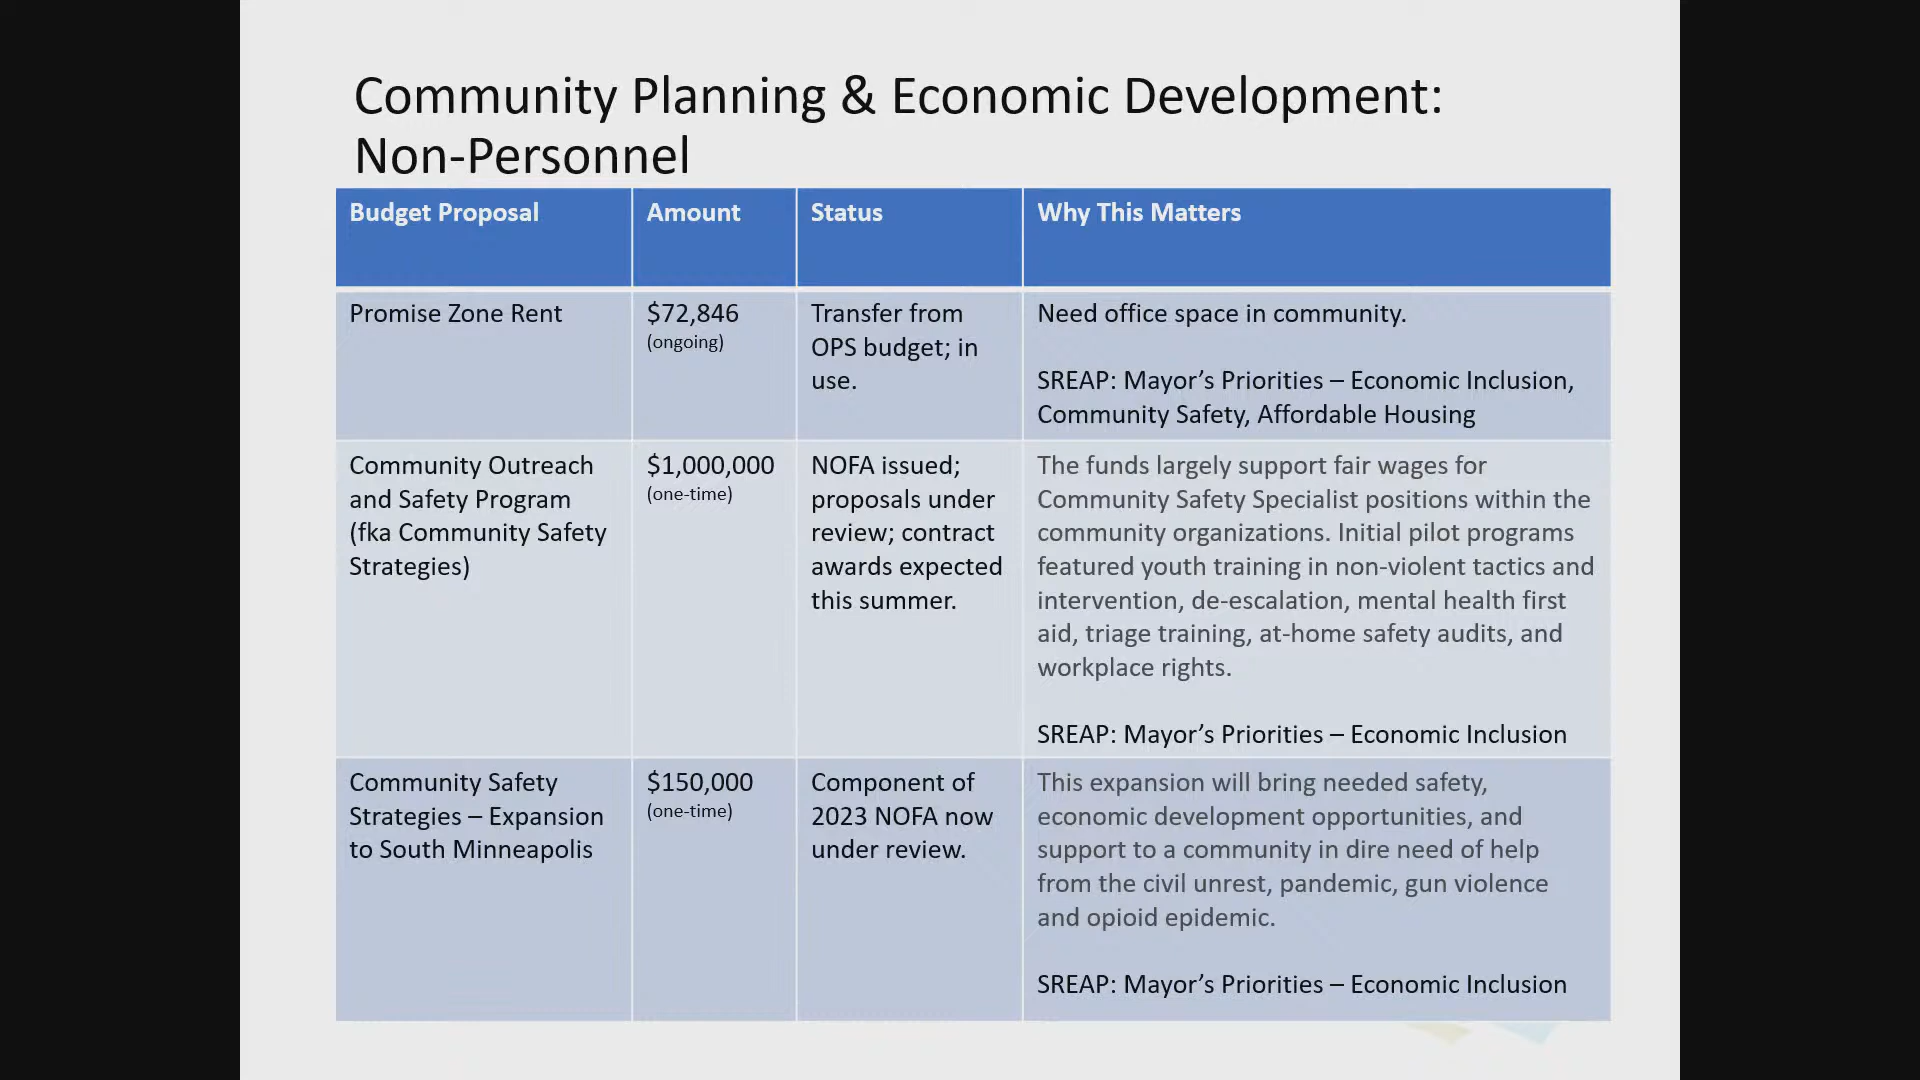 Community Planning & Economic Development:
Non-Personnel
Budget Proposal
Amount
Status
Why This Matters
Promise Zone Rent
$72,846
(ongoing)
Transfer from
OPS budget; in
use.
Need office space in community.
SREAP: Mayor’s Priorities – Economic Inclusion,
Community Safety, Affordable Housing
Community Outreach
and Safety Program
(fka Community Safety
Strategies)
$1,000,000
(one-time)
NOFA issued;
proposals under
review; contract
awards expected
this summer.
The funds largely support fair wages for
Community Safety Specialist positions within the
community organizations. Initial pilot programs
featured youth training in non-violent tactics and
intervention, de-escalation, mental health first
aid, triage training, at-home safety audits, and
workplace rights.
SREAP: Mayor’s Priorities – Economic Inclusion
Community Safety
Strategies – Expansion
to South Minneapolis
$150,000
(one-time)
Component of
2023 NOFA now
under review.
This expansion will bring needed safety,
economic development opportunities, and
support to a community in dire need of help
from the civil unrest, pandemic, gun violence
and opioid epidemic.
SREAP: Mayor’s Priorities – Economic Inclusion